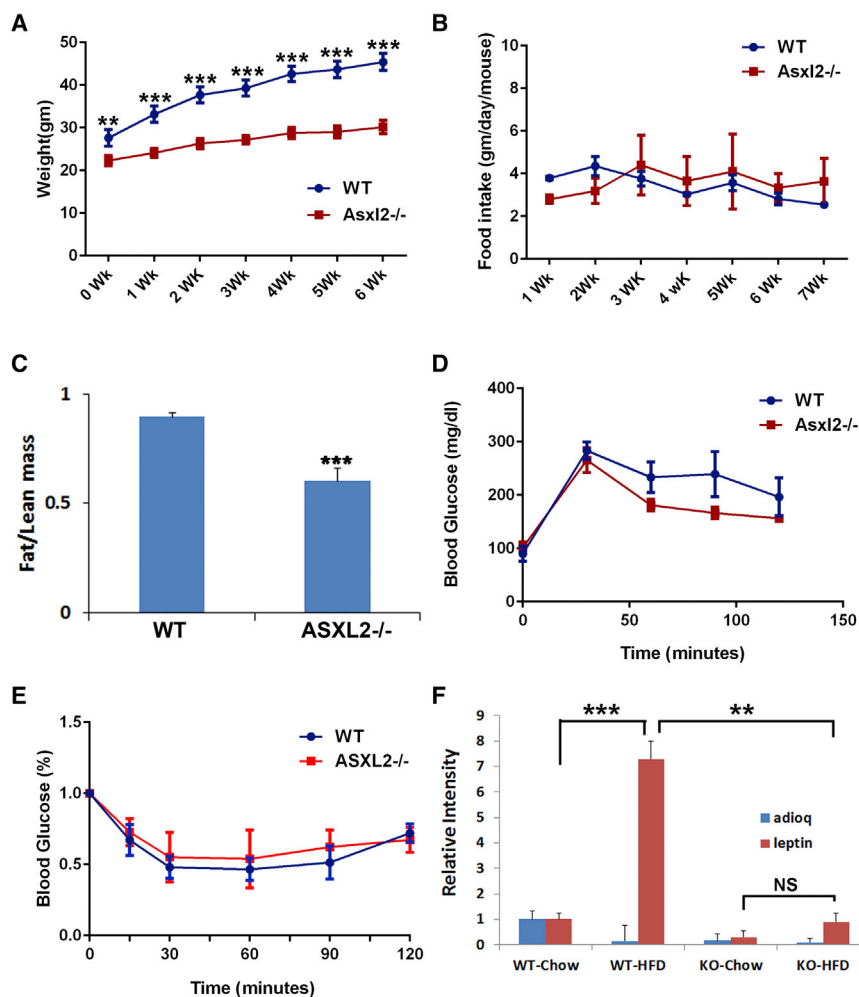 A
Weight(gm)
50
40
30
20
10
0
**
***
***
***
***
***
***
WT
Asxl2-/-
0 Wk
1 Wk
2 WK
3Wk
4Wk
5Wk
6 Wk
B
Food intake (gm/day/mouse)
10
8
6
4
2
0
WT
Asxl2-/-
1 Wk
2Wk
3 WK
4 wK
5Wk
6 Wk
7Wk
C
Fat/Lean mass
1
0.5
0
***
WT
ASXL2-/-
D
Blood Glucose (mg/dl)
400
300
200
100
0
WT
Asxl2-/-
0
50
100
150
Time (minutes)
E
Blood Glucose (%)
1.5
1.0
0.5
0.0
WT
ASXL2-/-
0
30
60
90
120
Time (minutes)
F
Relative Intensity
9
8
7
6
5
4
3
2
1
0
***
**
NS
adioq
leptin
WT-Chow
WT-HFD
KO-Chow
KO-HFD